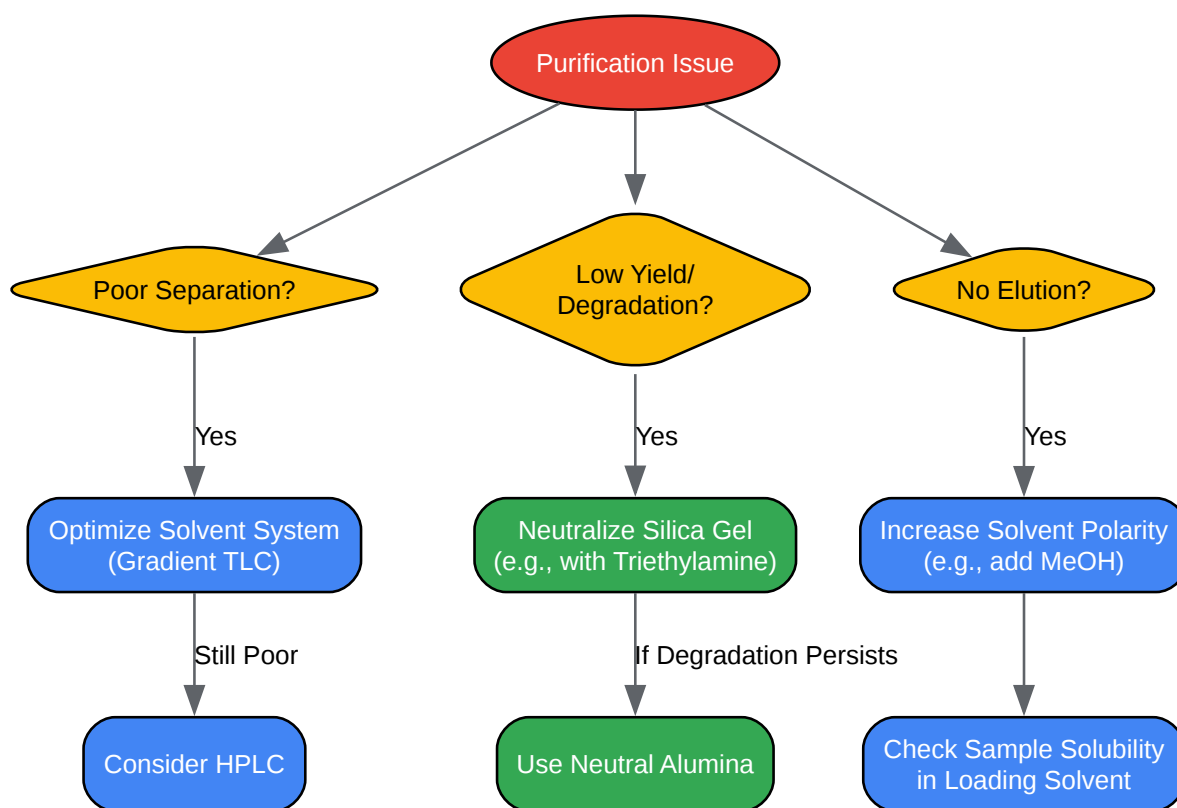 Purification Issue
Poor Separation?
Low Yield/
Degradation?
No Elution?
Yes
Yes
Yes
Optimize Solvent System
(Gradient TLC)
Neutralize Silica Gel
(e.g., with Triethylamine)
Increase Solvent Polarity
(e.g., add MeOH)
Still Poor
If Degradation Persists
Consider HPLC
Use Neutral Alumina
Check Sample Solubility
in Loading Solvent